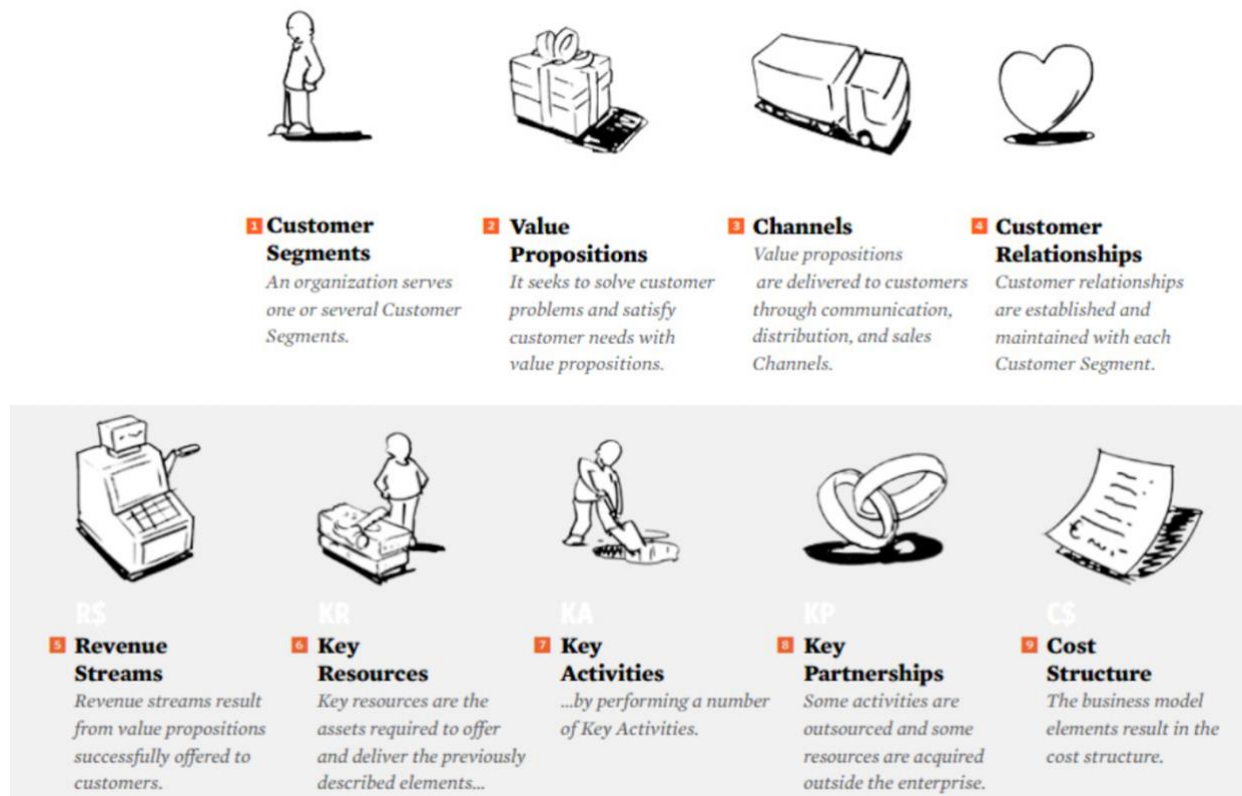 1 Customer
Segments
An organization serves
one or several Customer
Segments.
2 Value
Propositions
It seeks to solve customer
problems and satisfy
customer needs with
value propositions.
3 Channels
Value propositions
are delivered to customers
through communication,
distribution, and sales
Channels.
4 Customer
Relationships
Customer relationships
are established and
maintained with each
Customer Segment.
R$
5 Revenue
Streams
Revenue streams result
from value propositions
successfully offered to
customers.
KR
6 Key
Resources
Key resources are the
assets required to offer
and deliver the previously
described elements...
KA
7 Key
Activities
...by performing a number
of Key Activities.
KP
8 Key
Partnerships
Some activities are
outsourced and some
resources are acquired
outside the enterprise.
C$
9 Cost
Structure
The business model
elements result in the
cost structure.